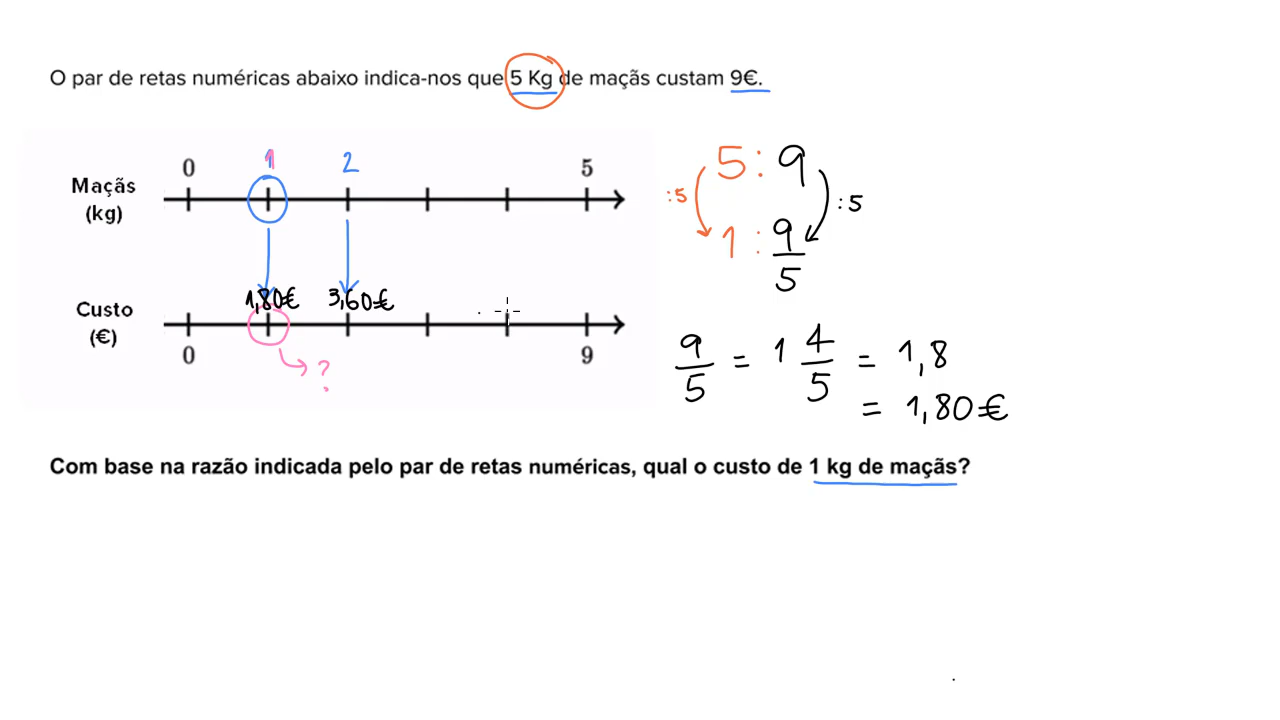 O par de retas numéricas abaixo indica-nos que 5 Kg de maçãs custam 9€.
0 1 2 5
Maçãs
(kg)
1,80€ 3,60€
Custo
(€)
0 9
?
5 : 9
:5 :5
1 : 9/5
9/5 = 1 4/5 = 1,8
= 1,80€
Com base na razão indicada pelo par de retas numéricas, qual o custo de 1 kg de maçãs?